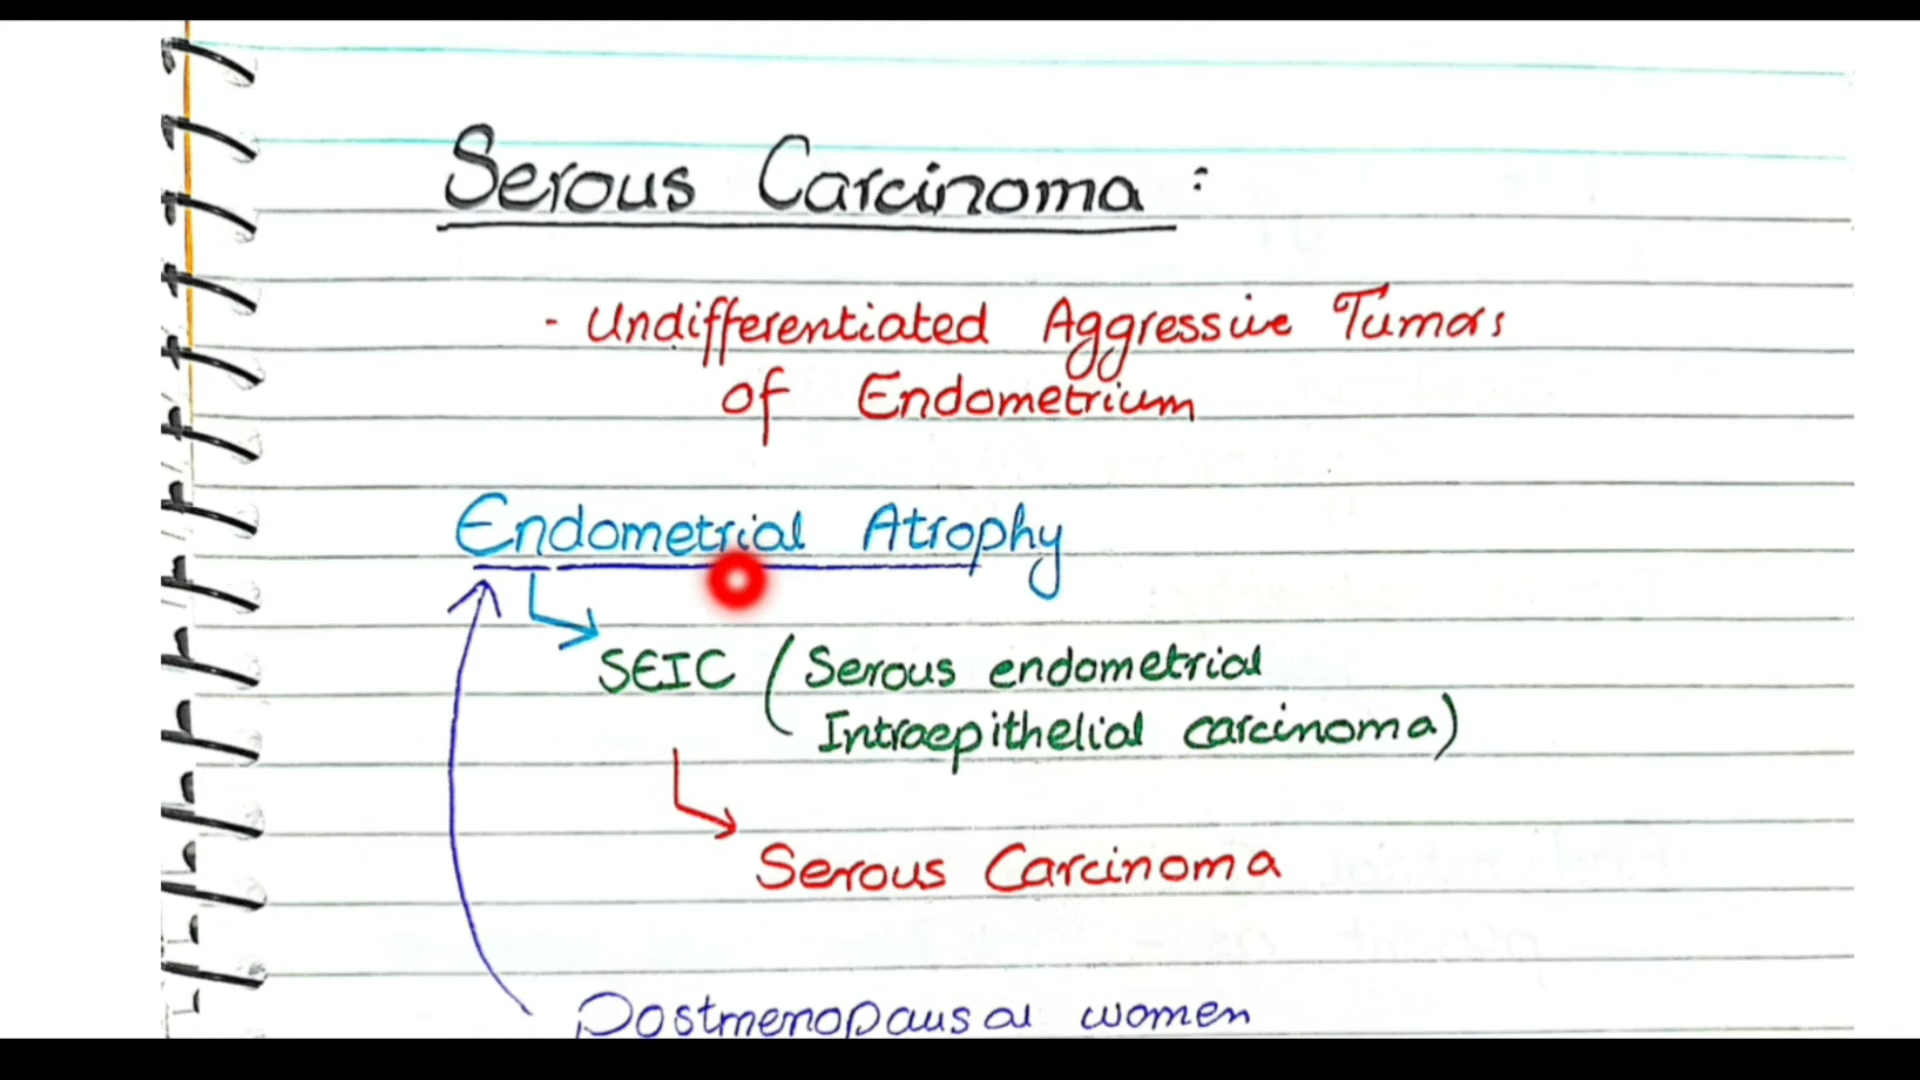 Serous Carcinoma :
- Undifferentiated Aggressive Tumors
of Endometrium
Endometrial Atrophy
SEIC (Serous endometrial
Intraepithelial carcinoma)
Serous Carcinoma
Postmenopausal women